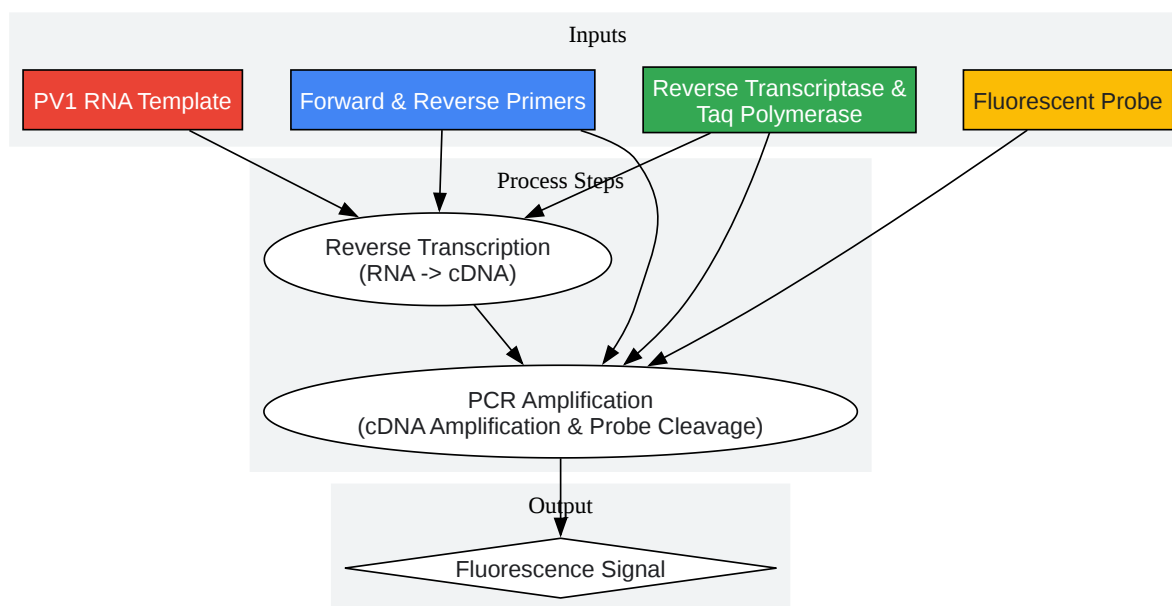 Inputs
PV1 RNA Template
Forward & Reverse Primers
Reverse Transcriptase &
Taq Polymerase
Fluorescent Probe
Process Steps
Reverse Transcription
(RNA -> cDNA)
PCR Amplification
(cDNA Amplification & Probe Cleavage)
Output
Fluorescence Signal